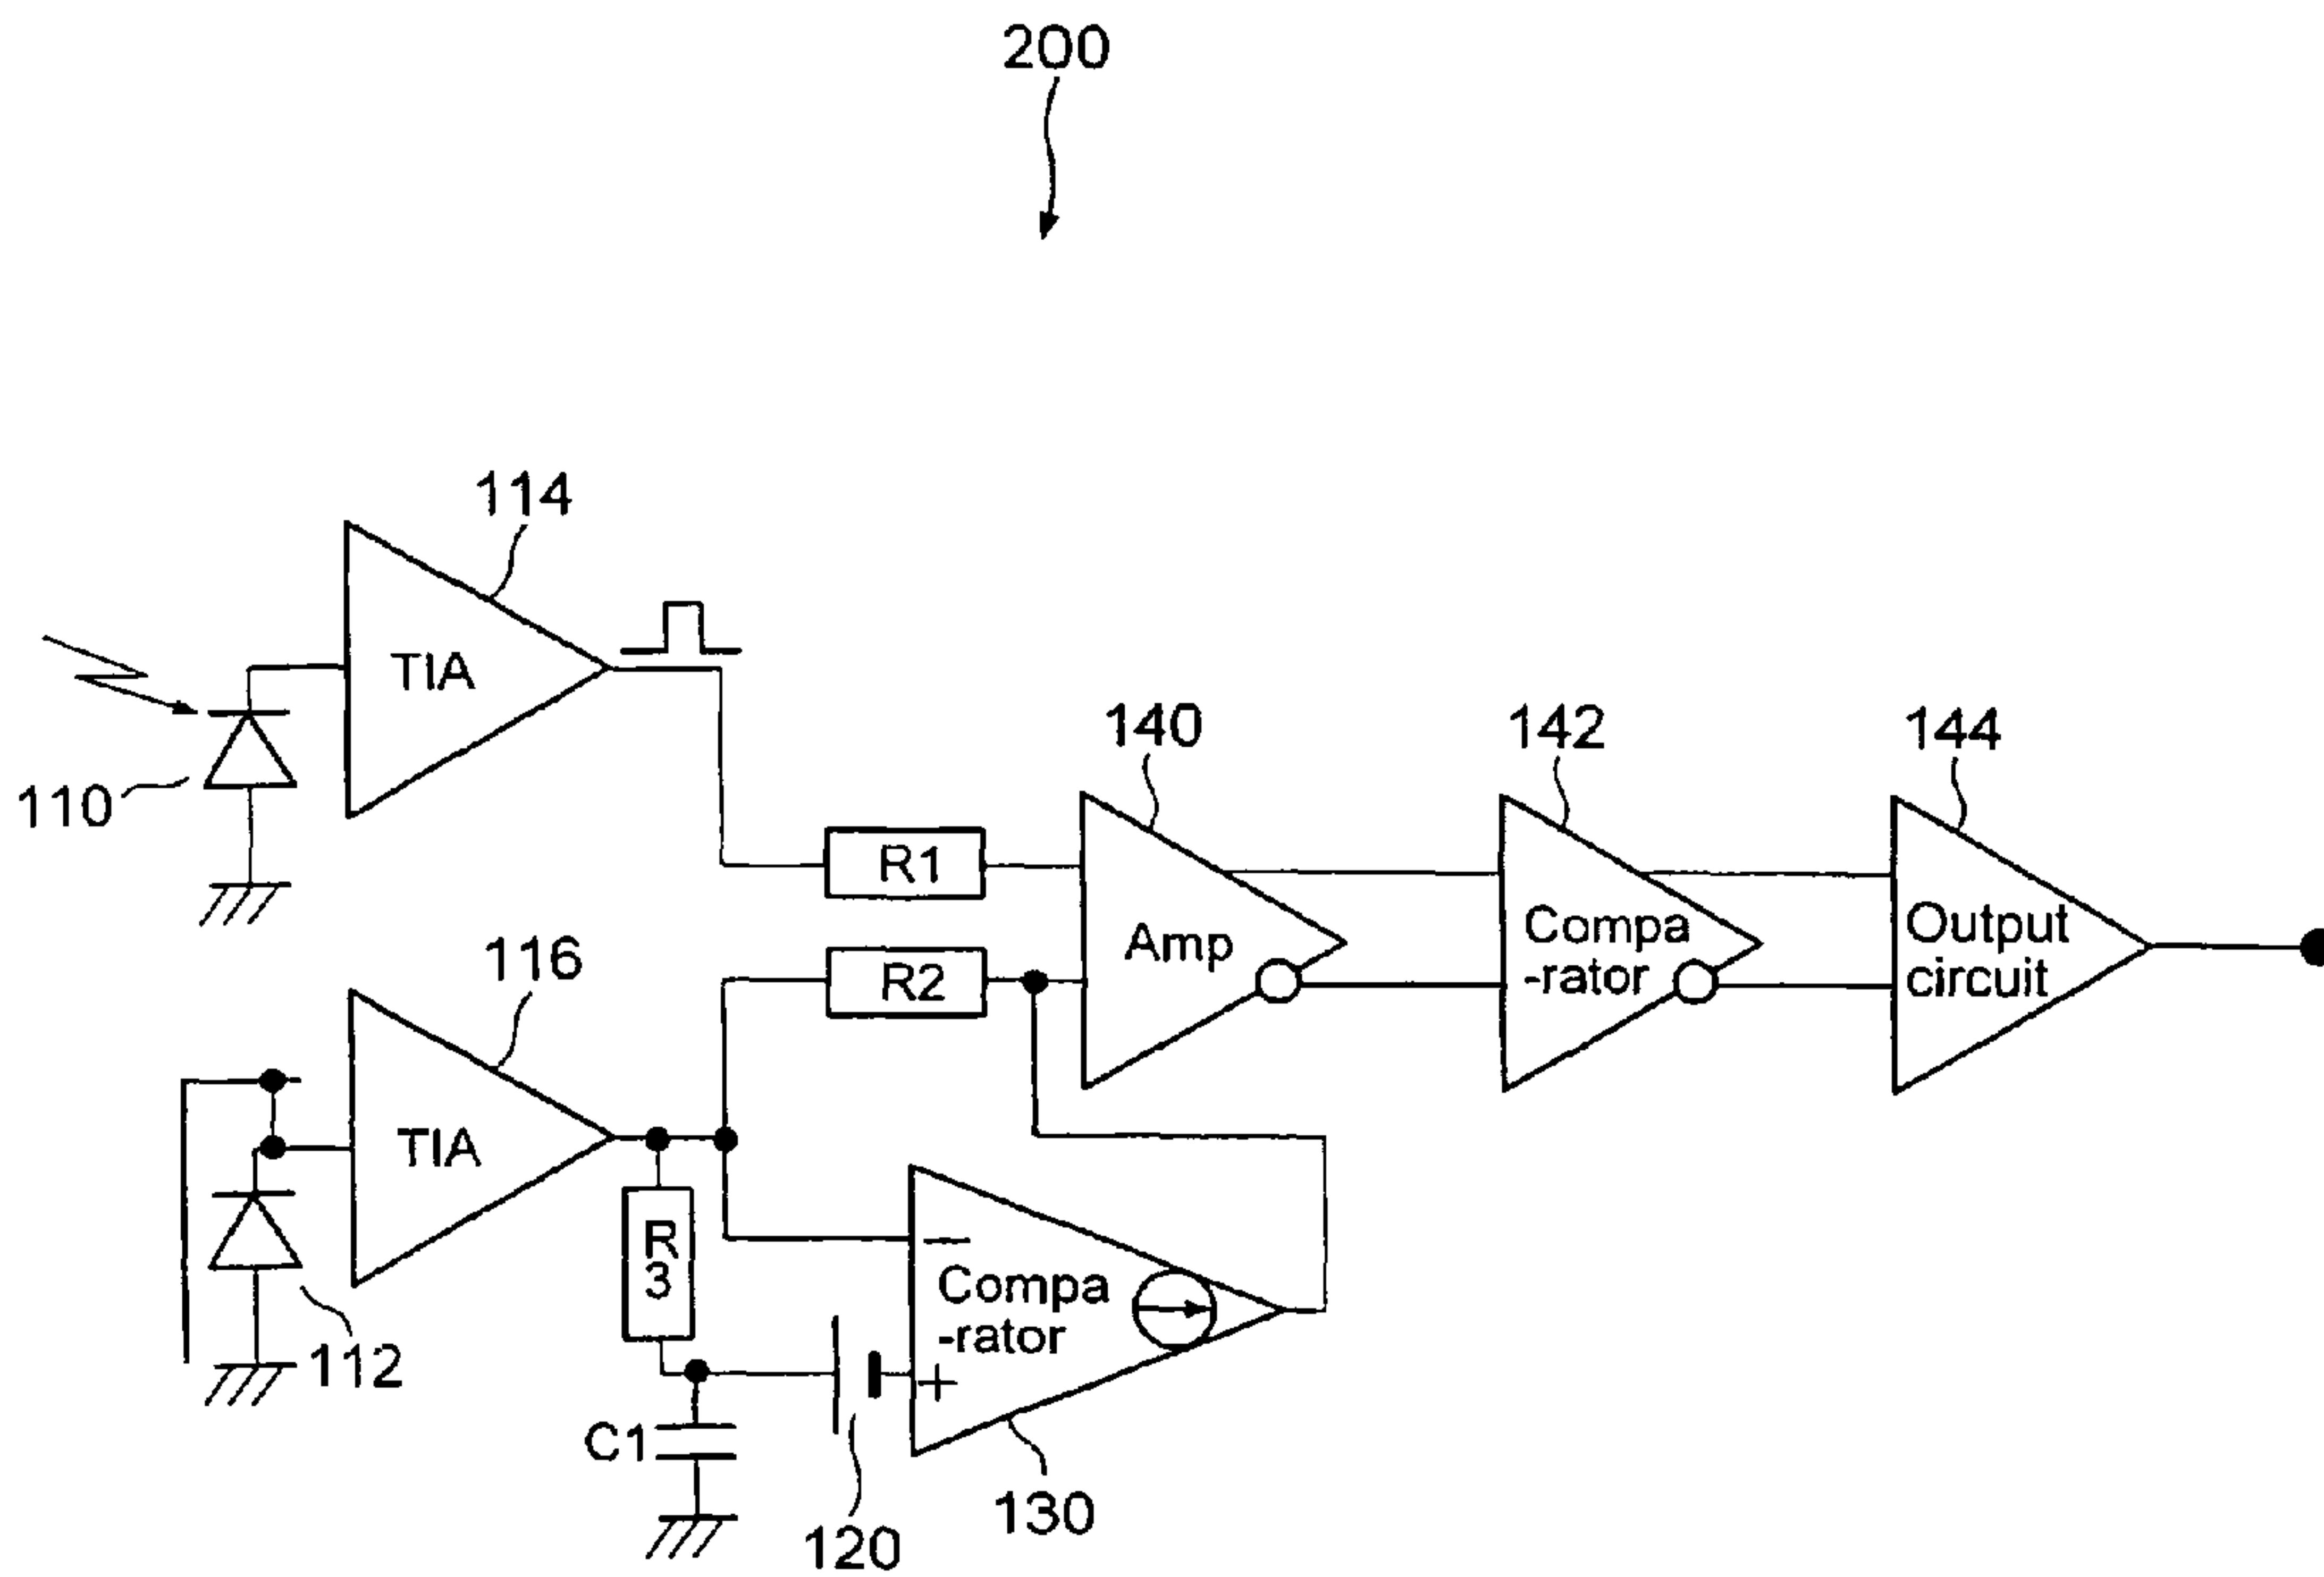 200
114
TIA
110
140
142
144
R1
116
Amp
Compa
-rator
Output
circuit
R2
TIA
R
3
Compa
-rator
−
+
112
C1
120
130